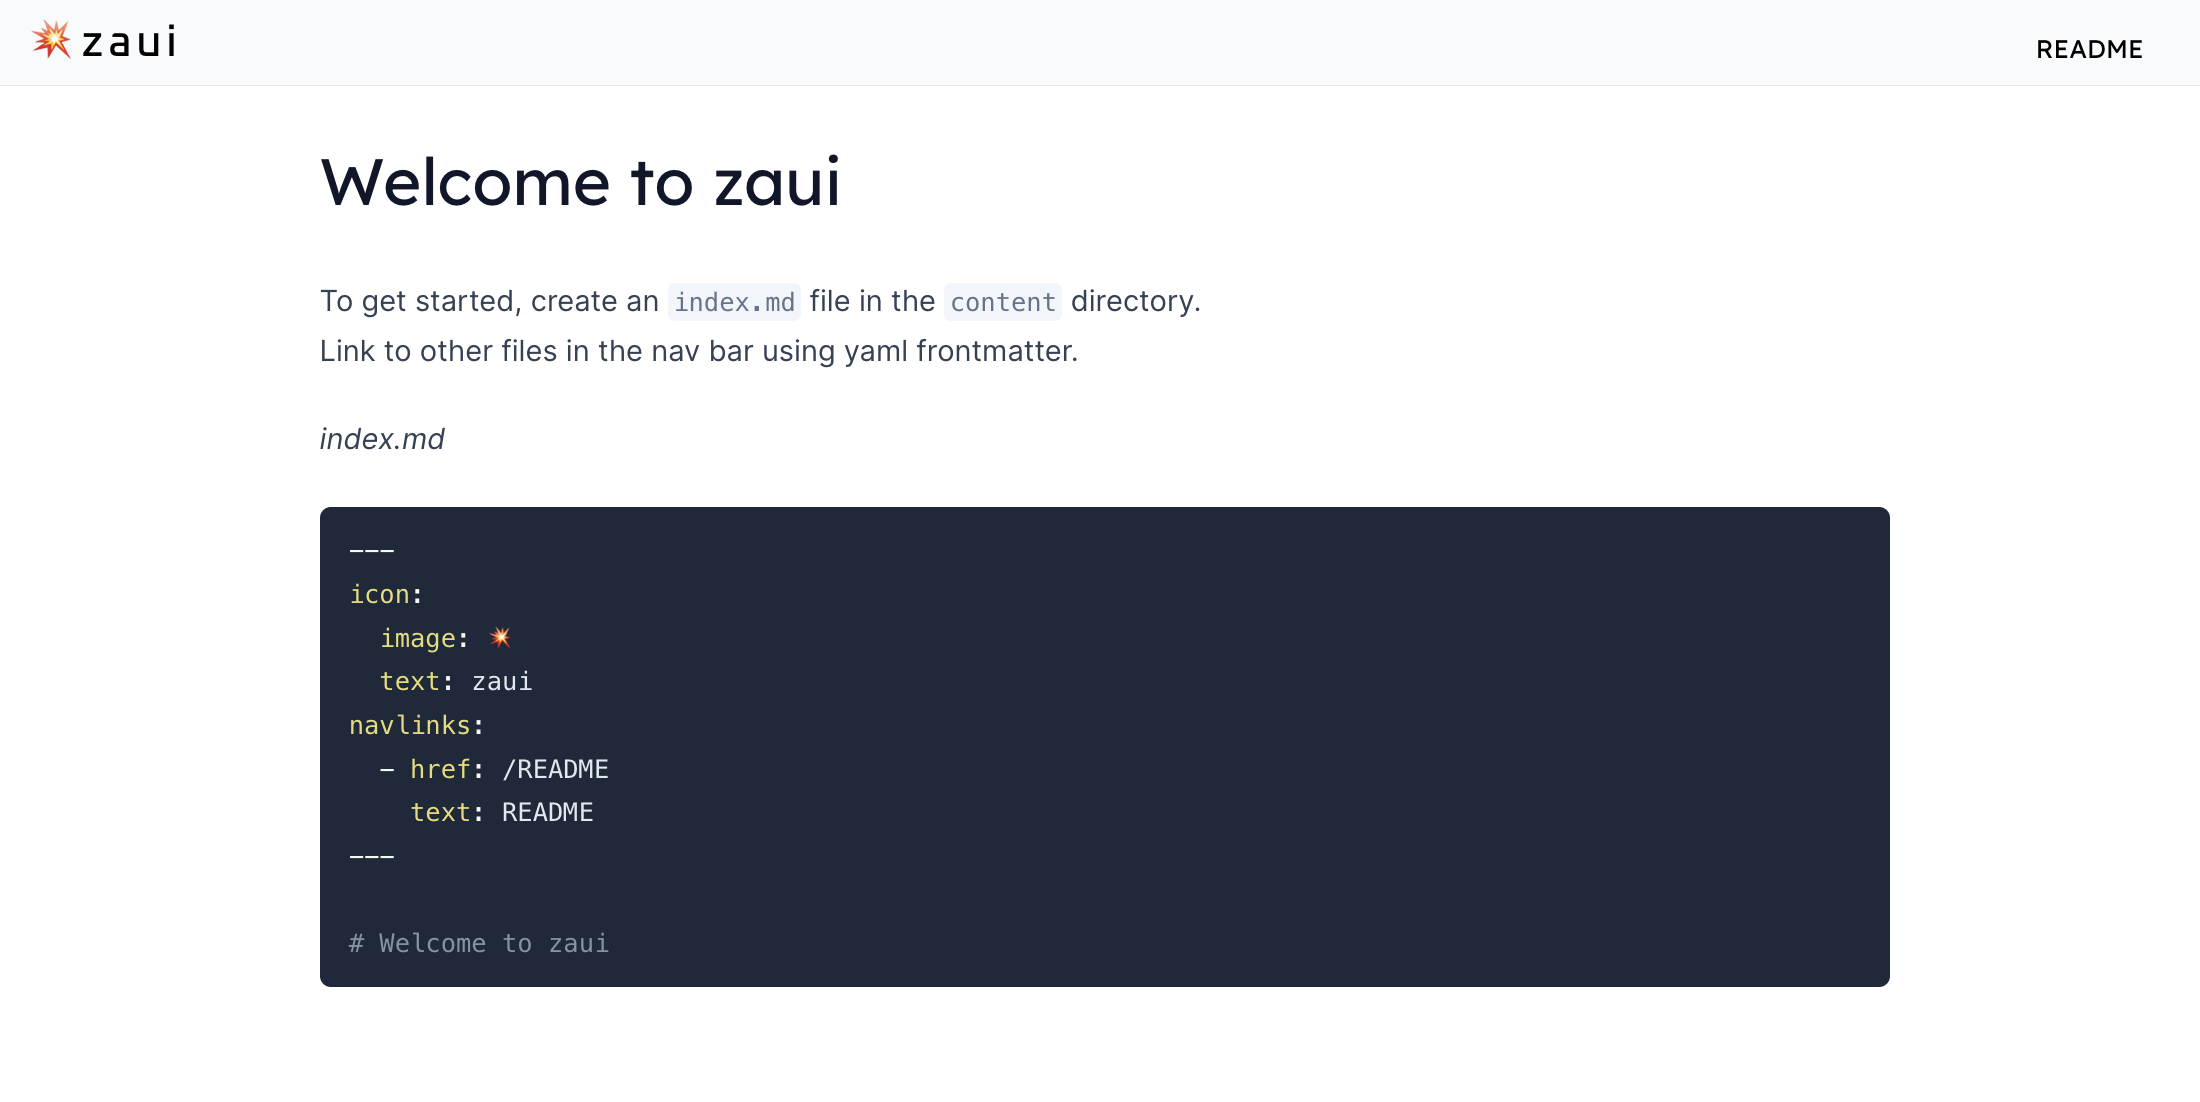 💥 zaui
README
Welcome to zaui
To get started, create an index.md file in the content directory.
Link to other files in the nav bar using yaml frontmatter.
index.md
---
icon:
  image: 💥
  text: zaui
navlinks:
  - href: /README
    text: README
---
# Welcome to zaui